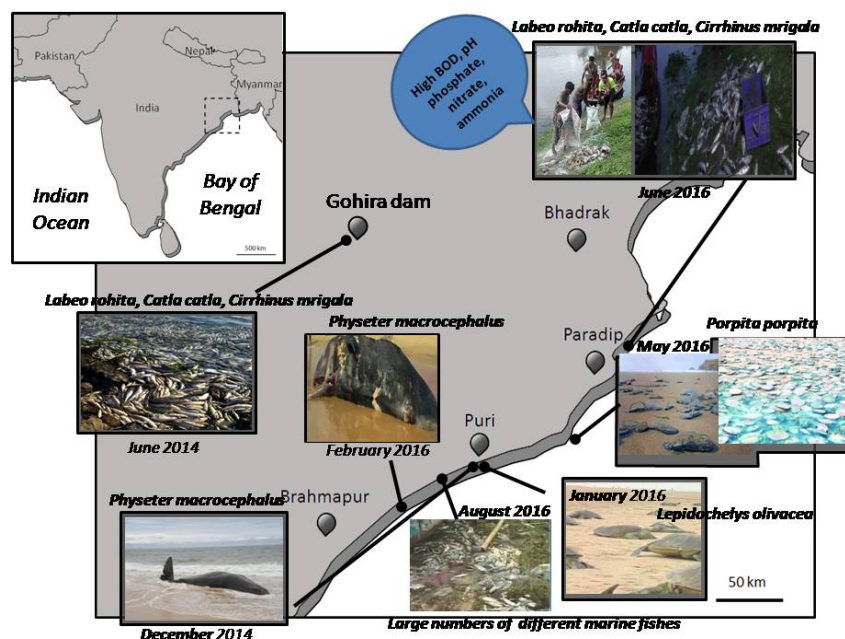 Labeo rohita, Catla catla, Cirrhinus mrigala
High BOD, pH
phosphate,
nitrate,
ammonia
June 2016
Pakistan
Nepal
Myanmar
India
Indian
Ocean
Bay of
Bengal
500 km
Gohira dam
Bhadrak
Labeo rohita, Catla catla, Cirrhinus mrigala
June 2014
Physeter macrocephalus
February 2016
Paradip
Porpita porpita
May 2016
Puri
Brahmapur
Physeter macrocephalus
December 2014
August 2016
January 2016
Lepidochelys olivacea
50 km
Large numbers of different marine fishes